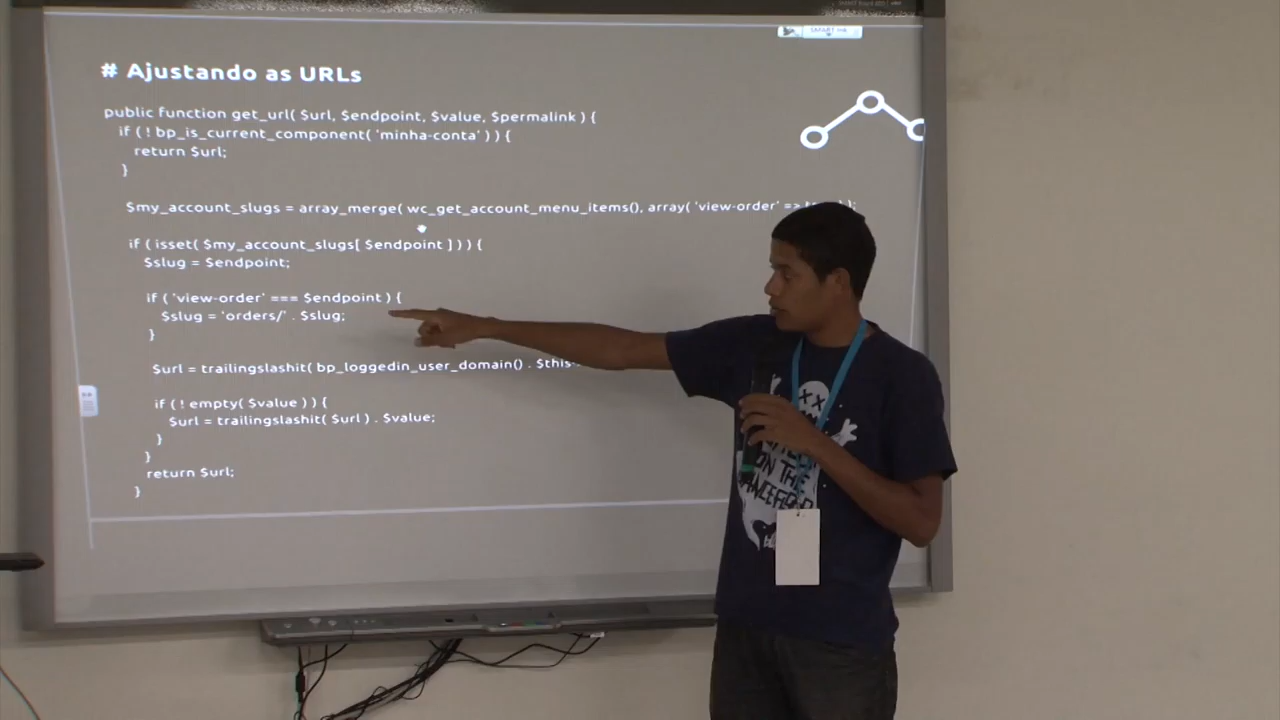 # Ajustando as URLs
public function get_url( $url, $endpoint, $value, $permalink ) {
if ( ! bp_is_current_component( 'minha-conta' ) ) {
return $url;
}
$my_account_slugs = array_merge( wc_get_account_menu_items(), array( 'view-order' =>
if ( isset( $my_account_slugs[ $endpoint ] ) ) {
$slug = $endpoint;
if ( 'view-order' === $endpoint ) {
$slug = 'orders/' . $slug;
}
$url = trailingslashit( bp_loggedin_user_domain() . $this
if ( ! empty( $value ) ) {
$url = trailingslashit( $url ) . $value;
}
}
return $url;
}
ON THE